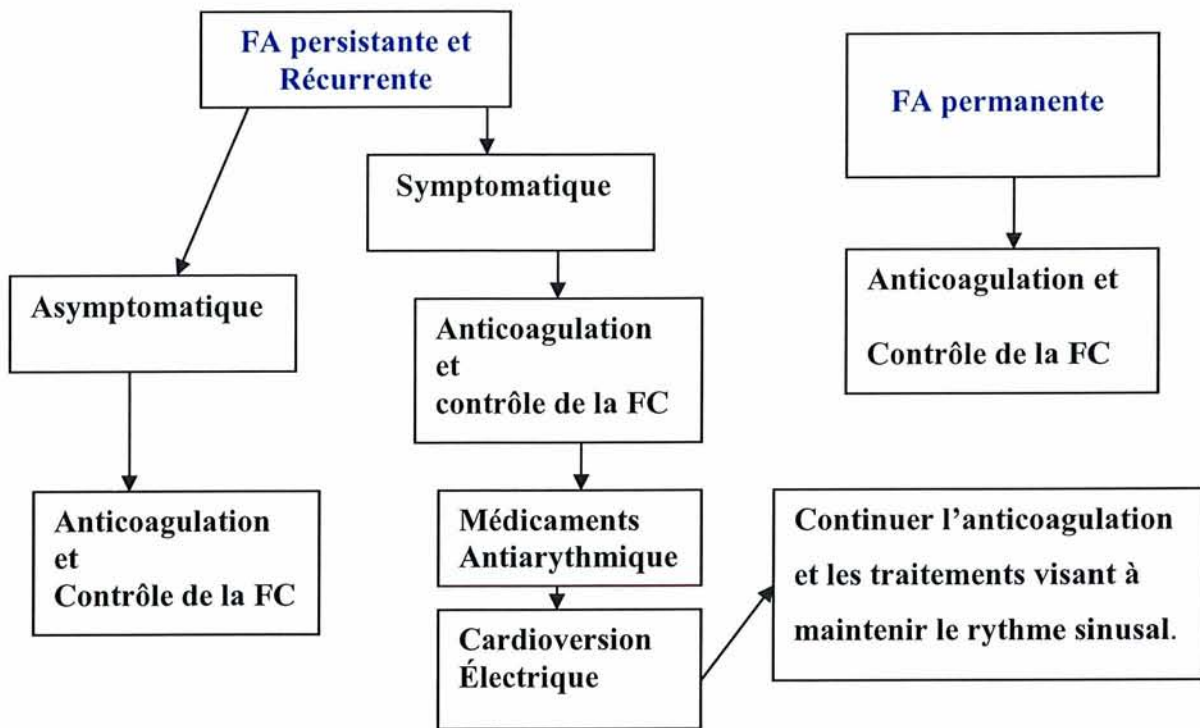 FA persistante et
Récurrente
FA permanente
Symptomatique
Asymptomatique
Anticoagulation et
Contrôle de la FC
Anticoagulation
et
contrôle de la FC
Anticoagulation
et
Contrôle de la FC
Médicaments
Antiarythmique
Continuer l’anticoagulation
et les traitements visant à
maintenir le rythme sinusal.
Cardioversion
Électrique